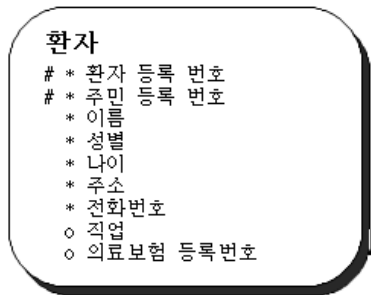 환자
# * 환자 등록 번호
# * 주민 등록 번호
* 이름
* 성별
* 나이
* 주소
* 전화번호
o 직업
o 의료보험 등록번호